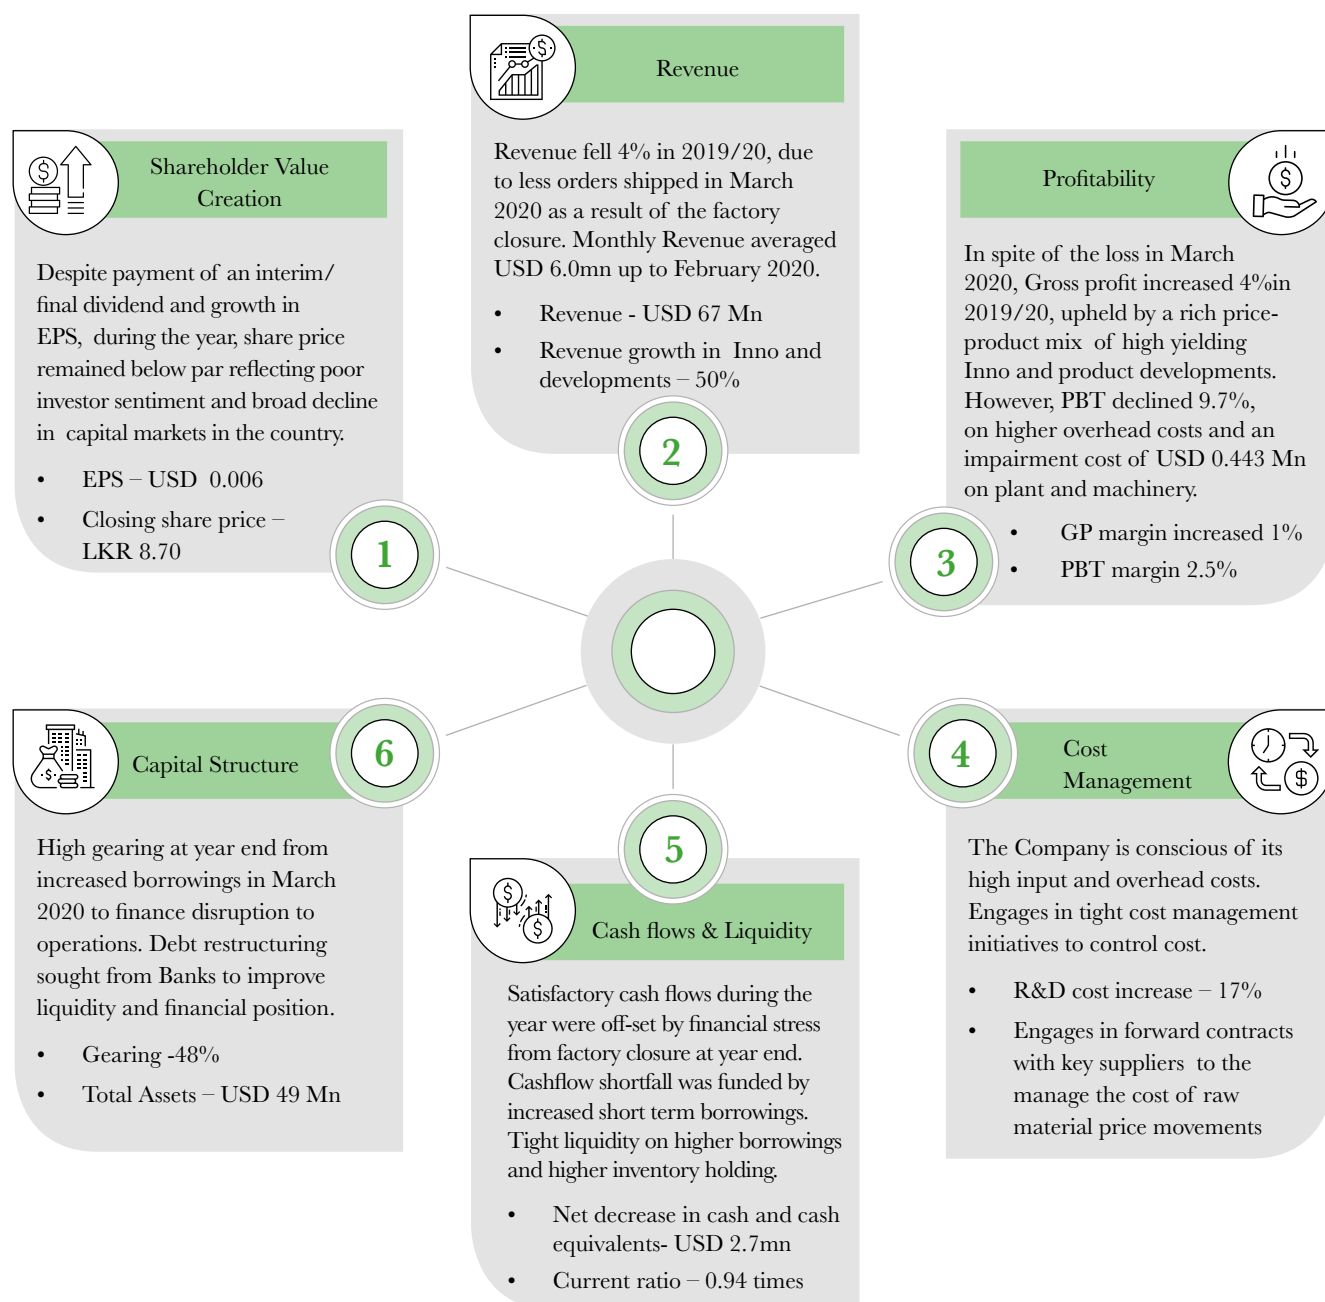 Shareholder Value
Creation
Despite payment of an interim/
final dividend and growth in
EPS, during the year, share price
remained below par reflecting poor
investor sentiment and broad decline
in capital markets in the country.
• EPS – USD 0.006
• Closing share price –
LKR 8.70
1
$
Revenue
Revenue fell 4% in 2019/20, due
to less orders shipped in March
2020 as a result of the factory
closure. Monthly Revenue averaged
USD 6.0mn up to February 2020.
• Revenue - USD 67 Mn
• Revenue growth in Inno and
developments – 50%
2
$
Profitability
In spite of the loss in March
2020, Gross profit increased 4%in
2019/20, upheld by a rich price-
product mix of high yielding
Inno and product developments.
However, PBT declined 9.7%,
on higher overhead costs and an
impairment cost of USD 0.443 Mn
on plant and machinery.
• GP margin increased 1%
• PBT margin 2.5%
3
$
4
Cost
Management
$
The Company is conscious of its
high input and overhead costs.
Engages in tight cost management
initiatives to control cost.
• R&D cost increase – 17%
• Engages in forward contracts
with key suppliers to the
manage the cost of raw
material price movements
5
$
$
Cash flows & Liquidity
Satisfactory cash flows during the
year were off-set by financial stress
from factory closure at year end.
Cashflow shortfall was funded by
increased short term borrowings.
Tight liquidity on higher borrowings
and higher inventory holding.
• Net decrease in cash and cash
equivalents- USD 2.7mn
• Current ratio – 0.94 times
6
$
Capital Structure
High gearing at year end from
increased borrowings in March
2020 to finance disruption to
operations. Debt restructuring
sought from Banks to improve
liquidity and financial position.
• Gearing -48%
• Total Assets – USD 49 Mn